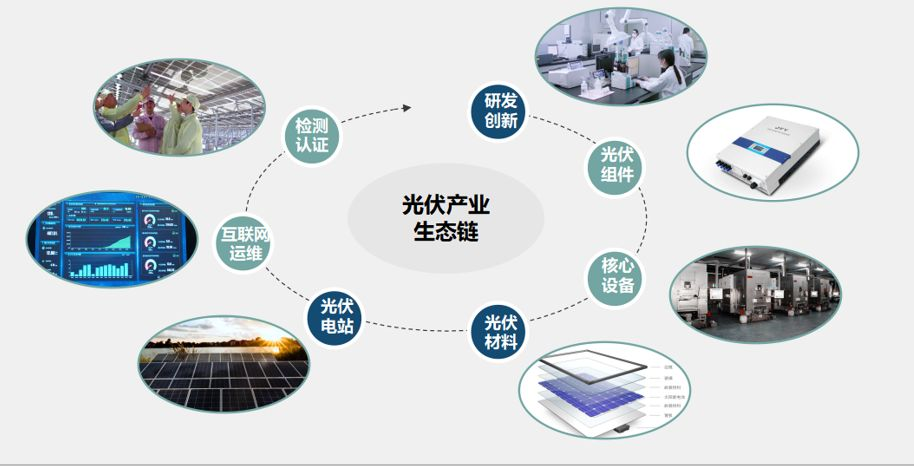 光伏产业
生态链
研发
创新
光伏
组件
核心
设备
光伏
材料
光伏
电站
互联网
运维
检测
认证
JFY